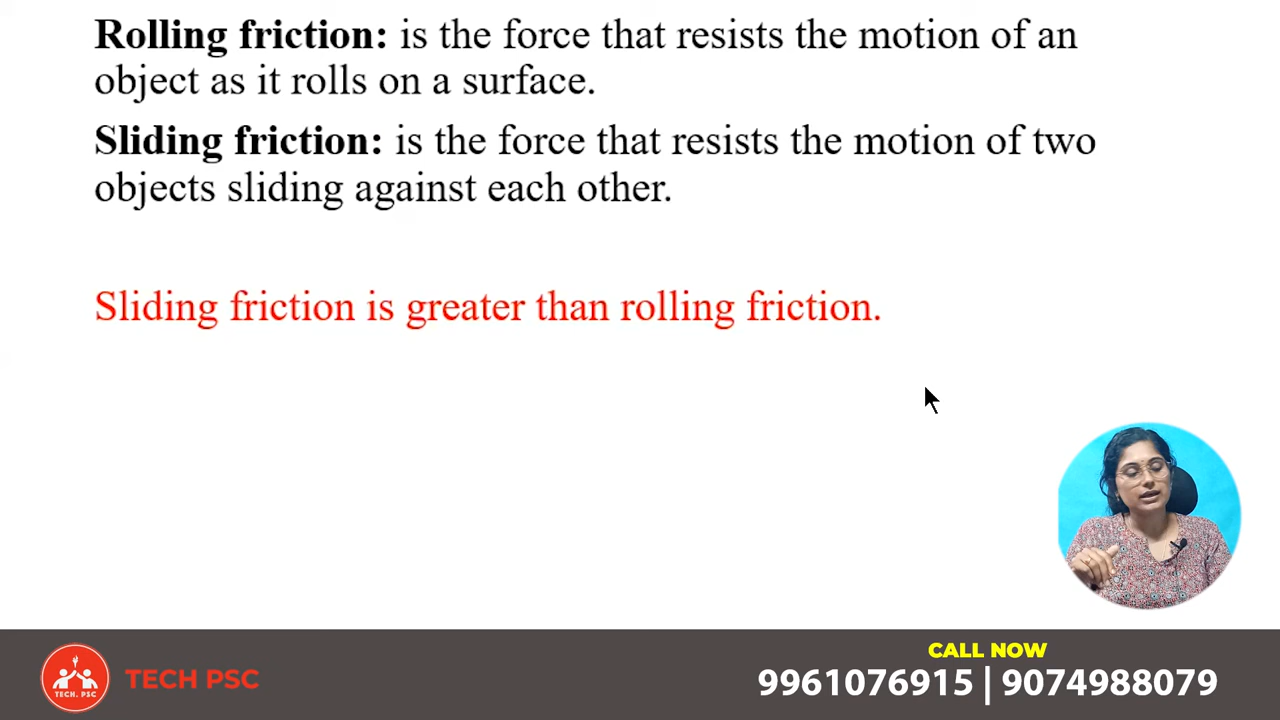 Rolling friction: is the force that resists the motion of an
object as it rolls on a surface.
Sliding friction: is the force that resists the motion of two
objects sliding against each other.
Sliding friction is greater than rolling friction.
TECH. PSC
TECH PSC
CALL NOW
9961076915 | 9074988079